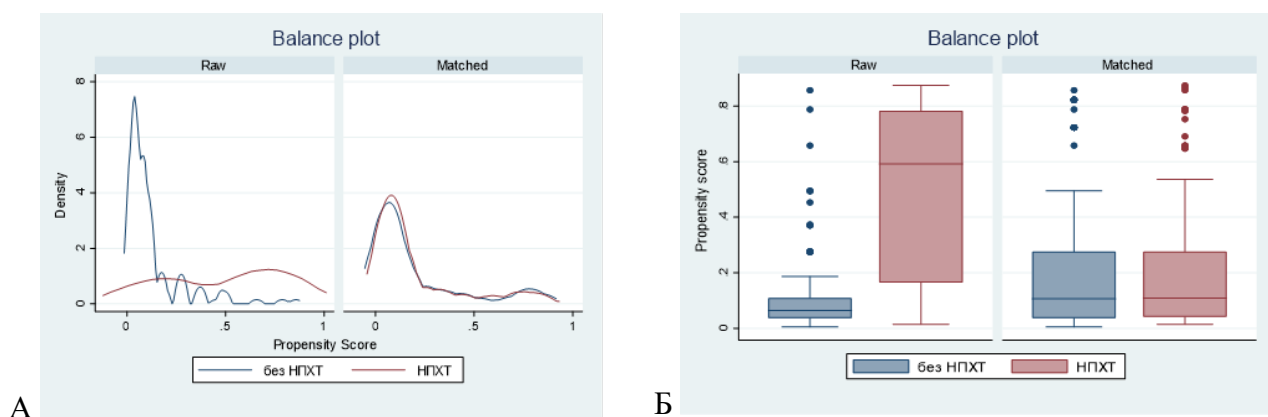 Balance plot
Raw Matched
Density
0 2 4 6 8
0 .5 1 0 .5 1
Propensity Score
без НПХТ НПХТ
А
Balance plot
Raw Matched
Propensity score
0 .2 .4 .6 .8
без НПХТ НПХТ
Б